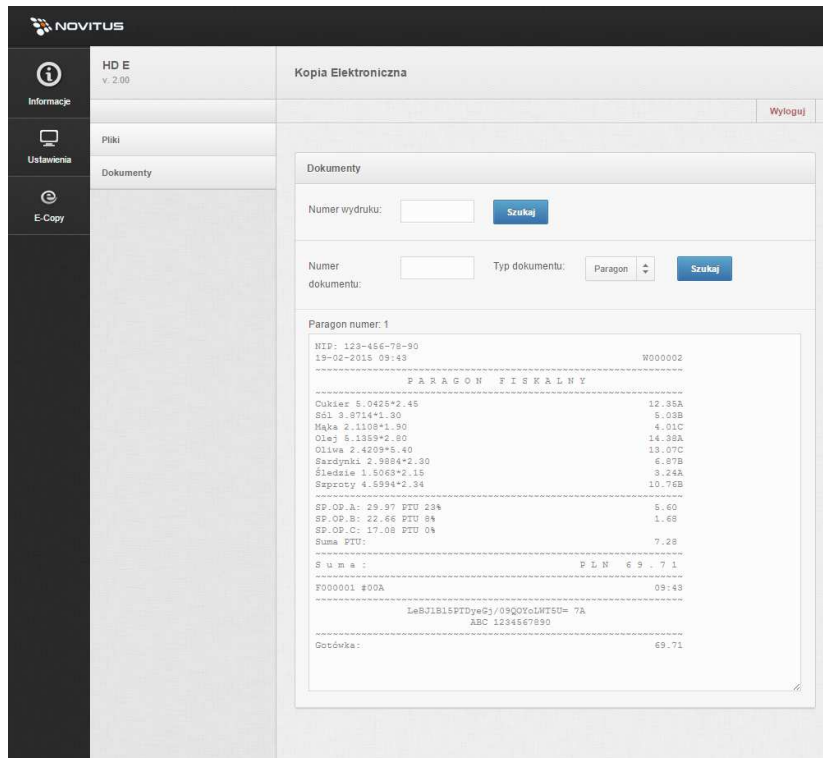 NOVITUS
Informacje
Ustawienia
E-Copy
HD E
v. 2.00
Pliki
Dokumenty
Kopia Elektroniczna
Wyloguj
Dokumenty
Numer wydruku: Szukaj
Numer dokumentu: Typ dokumentu: Paragon Szukaj
Paragon numer: 1
NIP: 123-456-78-90
19-02-2015 09:43 W000002
PARAGON FISKALNY
Cukier 5.0425*2.45 12.35A
Sól 3.8714*1.30 5.03B
Mąka 2.1108*1.90 4.01C
Olej 5.1359*2.80 14.38A
Oliwa 2.4209*5.40 13.07C
Sardynki 2.9884*2.30 6.87B
Śledzie 1.5063*2.15 3.24A
Szproty 4.5994*2.34 10.76B
SP.OP.A: 29.97 PTU 23% 5.60
SP.OP.B: 22.66 PTU 8% 1.68
SP.OP.C: 17.08 PTU 0%
Suma PTU: 7.28
Suma: PLN 69.71
F000001 #00A 09:43
7A
ABC 1234567890
Gotówka: 69.71